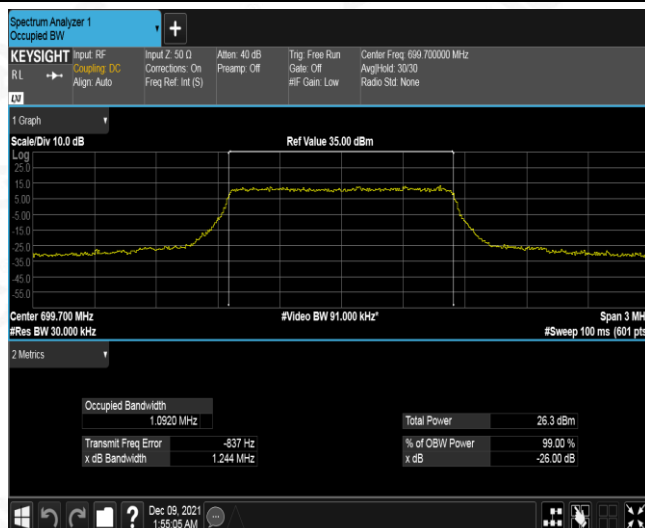 Spectrum Analyzer 1
Occupied BW
+
KEYSIGHT Input: RF Input Z: 50 Ω Atten: 40 dB Trig: Free Run Center Freq: 699.700000 MHz
RL Coupling: DC Corrections: On Preamp: Off Gate: Off Avg|Hold: 30/30
Align: Auto Freq Ref: Int (S) #IF Gain: Low Radio Std: None
LXI
1 Graph
Scale/Div 10.0 dB Ref Value 35.00 dBm
Log
25.0
15.0
5.00
-5.00
-15.0
-25.0
-35.0
-45.0
-55.0
Center 699.700 MHz #Video BW 91.000 kHz* Span 3 MH
#Res BW 30.000 kHz #Sweep 100 ms (601 pts
2 Metrics
Occupied Bandwidth
1.0920 MHz Total Power 26.3 dBm
Transmit Freq Error -837 Hz % of OBW Power 99.00 %
x dB Bandwidth 1.244 MHz x dB -26.00 dB
? Dec 09, 2021
1:55:05 AM